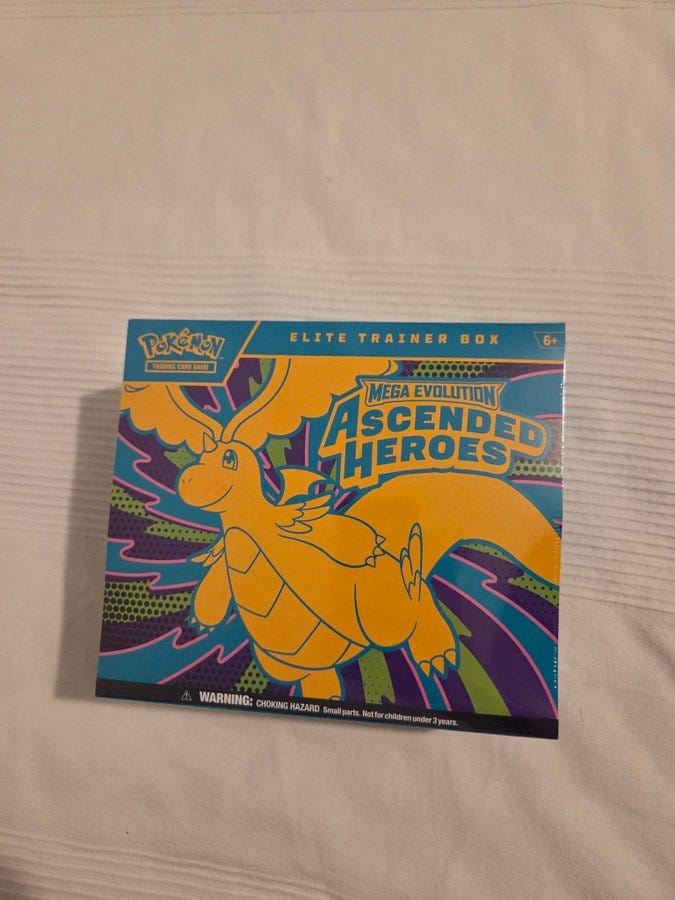 POKéMON
TRADING CARD GAME
ELITE TRAINER BOX
6+
MEGA EVOLUTION
ASCENDED
HEROES
WARNING: CHOKING HAZARD Small parts. Not for children under 3 years.